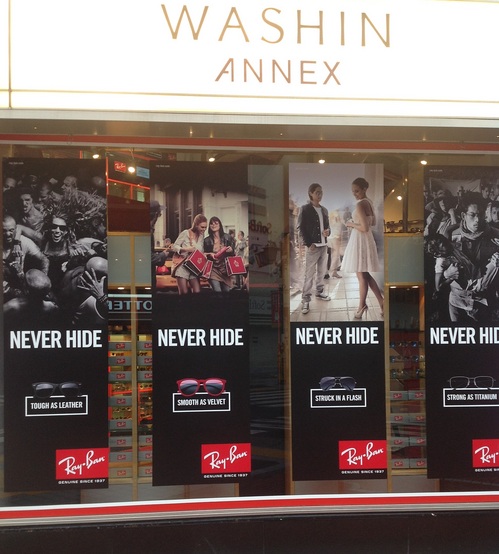 WASHIN
ANNEX
NEVER HIDE
TOUGH AS LEATHER
Ray-Ban
GENUINE SINCE 1937
NEVER HIDE
SMOOTH AS VELVET
Ray-Ban
GENUINE SINCE 1937
NEVER HIDE
STRUCK IN A FLASH
Ray-Ban
GENUINE SINCE 1937
NEVER HID
STRONG AS TITANIUM
Ray-
GENUINE SIN